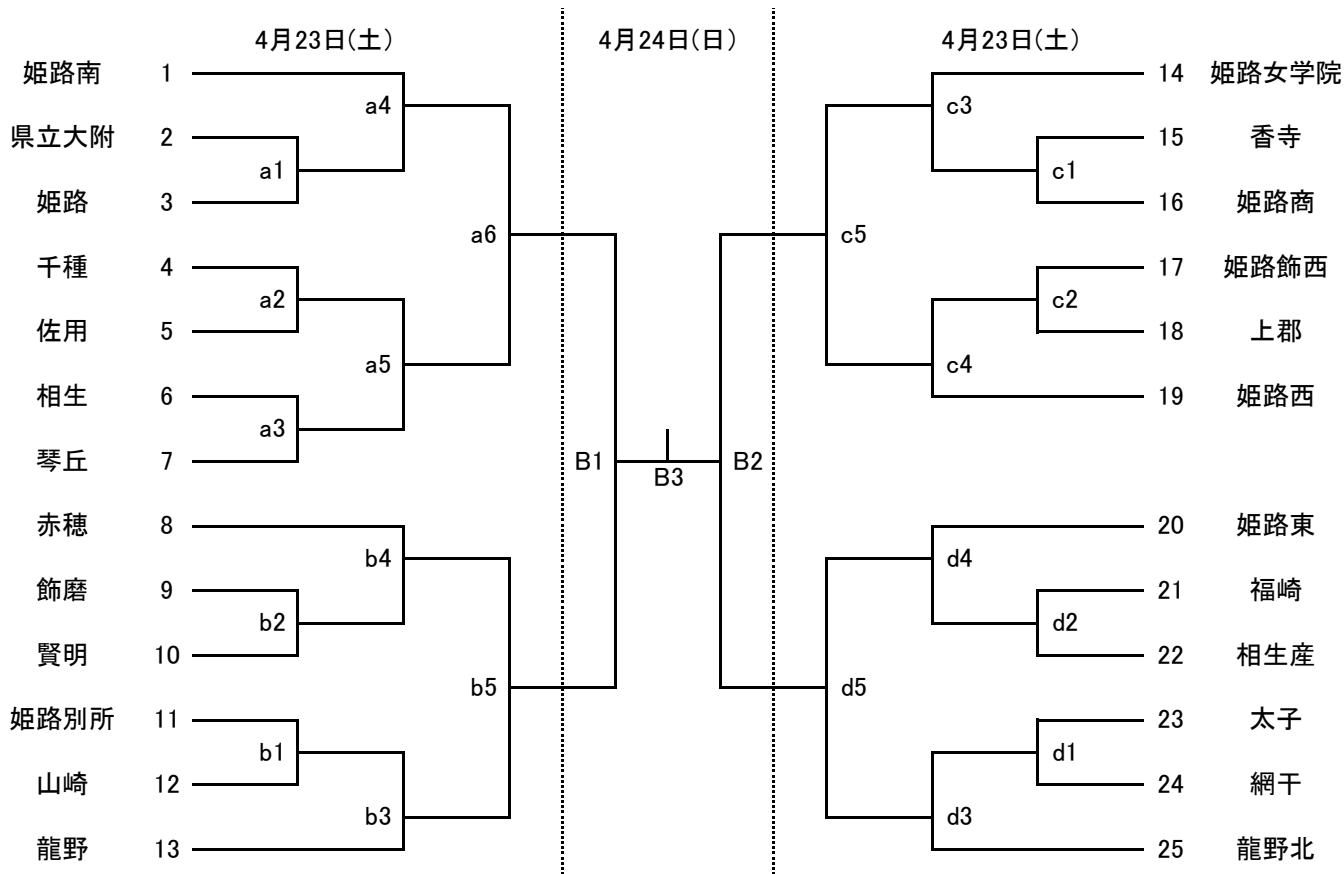 4月23日(土) 4月24日(日) 4月23日(土)
姫路南 1 14 姫路女学院
a4 c3
県立大附 2 15 香寺
a1 c1
姫路 3 16 姫路商
a6 c5
千種 4 17 姫路飾西
a2 c2
佐用 5 18 上郡
a5 c4
相生 6 19 姫路西
a3
琴丘 7 B1 B3 B2
赤穂 8 20 姫路東
b4 d4
飾磨 9 21 福崎
b2 d2
賢明 10 22 相生産
b5 d5
姫路別所 11 23 太子
b1 d1
山崎 12 24 網干
b3 d3
龍野 13 25 龍野北